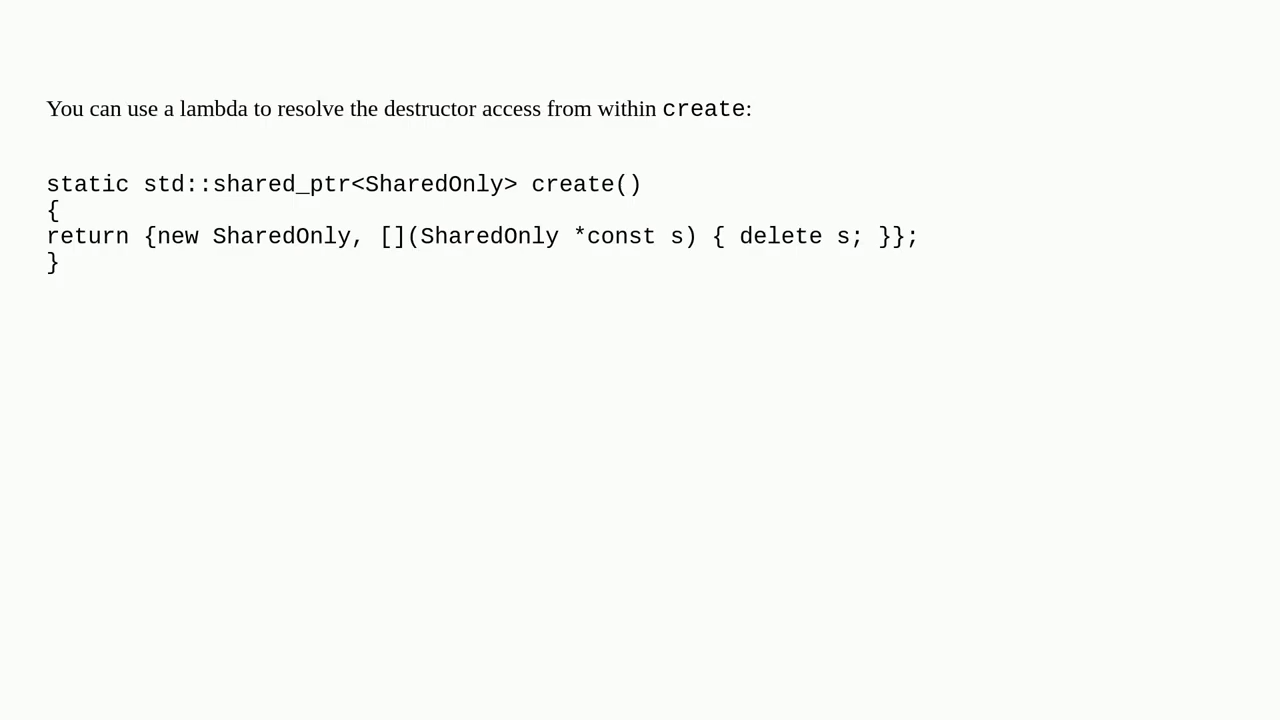 You can use a lambda to resolve the destructor access from within create:
static std::shared_ptr<SharedOnly> create()
{
return {new SharedOnly, [](SharedOnly *const s) { delete s; }};
}